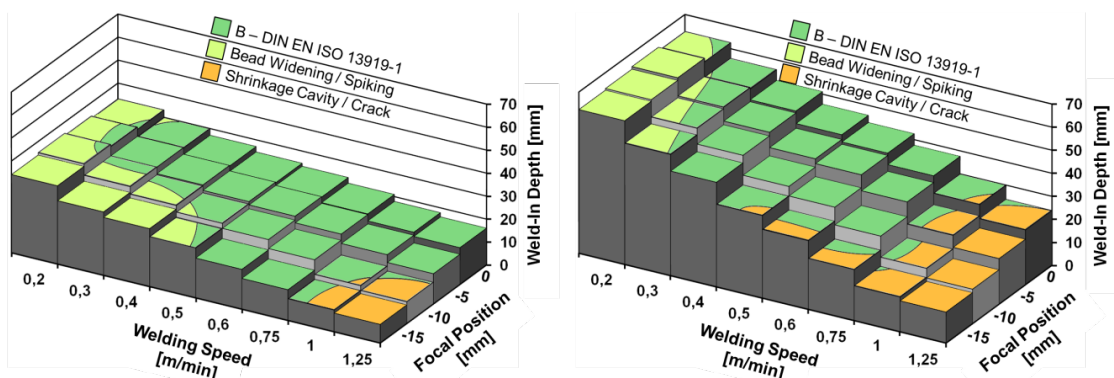 B – DIN EN ISO 13919-1
Bead Widening / Spiking
Shrinkage Cavity / Crack
70
60
50
40
30
20
10
0
Weld-In Depth [mm]
0
-5
-10
-15
Focal Position
[mm]
0,2
0,3
0,4
0,5
0,6
0,75
1
1,25
Welding Speed
[m/min]
B – DIN EN ISO 13919-1
Bead Widening / Spiking
Shrinkage Cavity / Crack
70
60
50
40
30
20
10
0
Weld-In Depth [mm]
0
-5
-10
-15
Focal Position
[mm]
0,2
0,3
0,4
0,5
0,6
0,75
1
1,25
Welding Speed
[m/min]